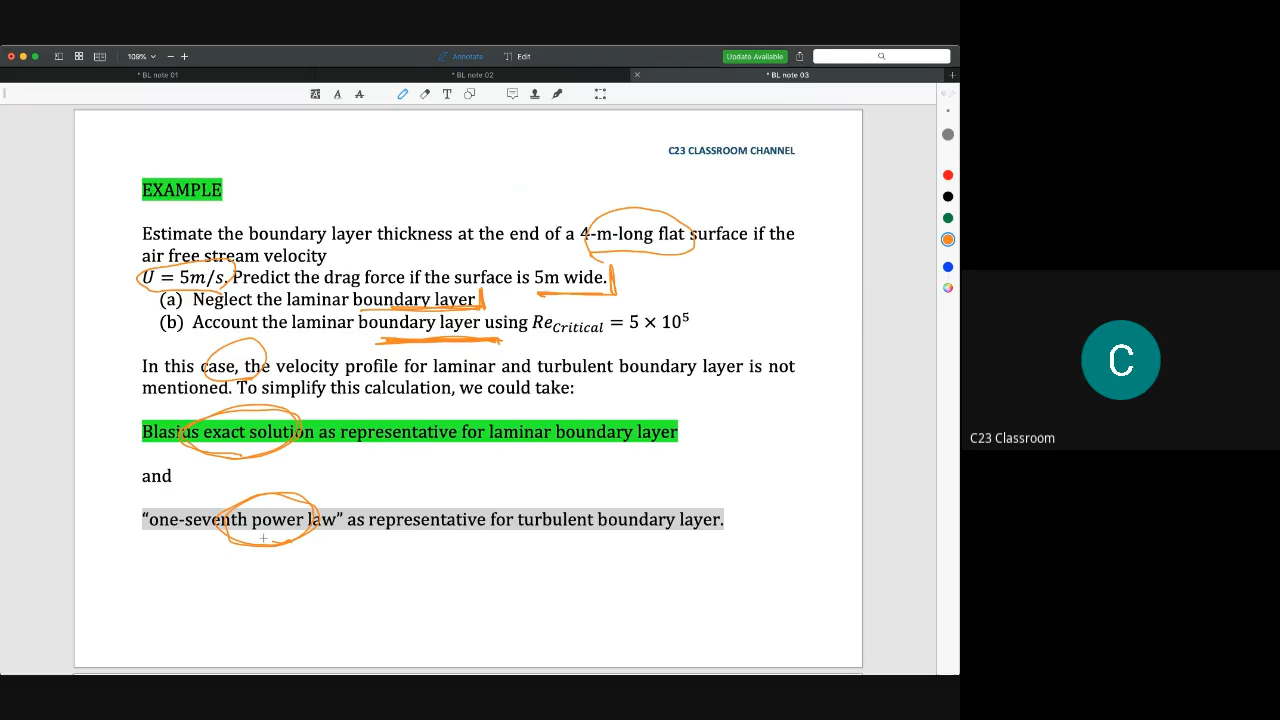 109%
Annotate
Edit
Update Available
* BL note 01
* BL note 02
* BL note 03
C23 CLASSROOM CHANNEL
EXAMPLE
Estimate the boundary layer thickness at the end of a 4-m-long flat surface if the
air free stream velocity
U = 5m/s. Predict the drag force if the surface is 5m wide.
(a) Neglect the laminar boundary layer
(b) Account the laminar boundary layer using Re_Critical = 5 × 10⁵
In this case, the velocity profile for laminar and turbulent boundary layer is not
mentioned. To simplify this calculation, we could take:
Blasius exact solution as representative for laminar boundary layer
and
“one-seventh power law” as representative for turbulent boundary layer.
C
C23 Classroom